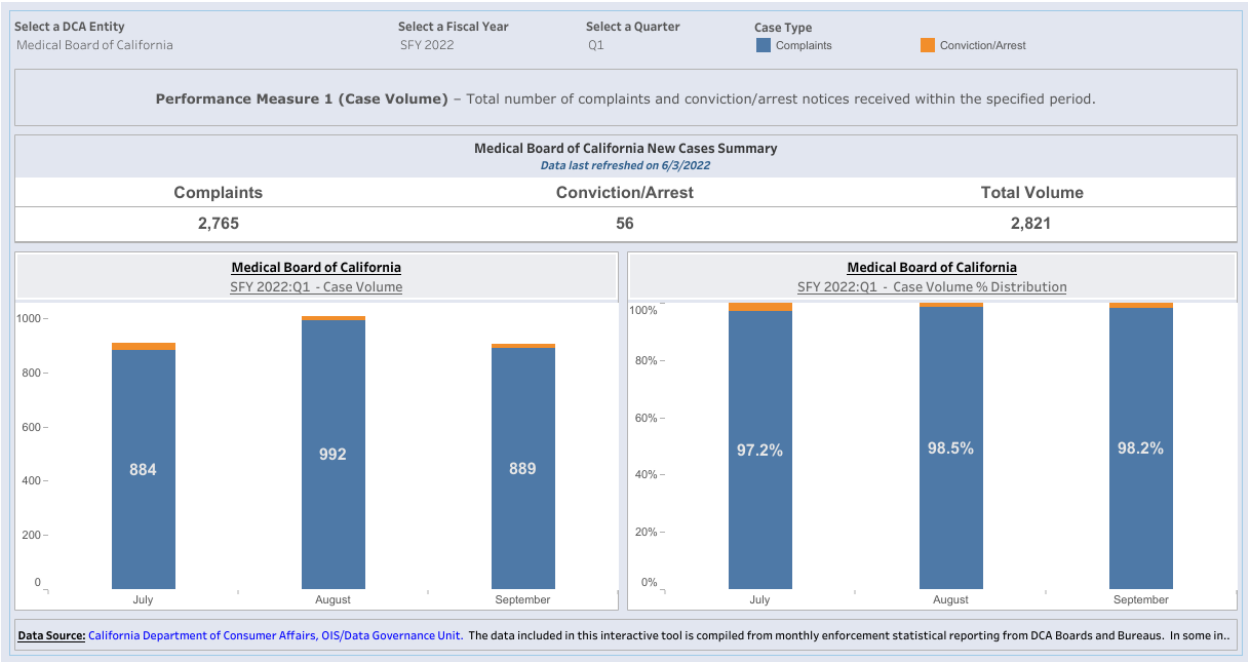 Select a DCA Entity Select a Fiscal Year Select a Quarter Case Type
Medical Board of California SFY 2022 Q1 Complaints Conviction/Arrest
Performance Measure 1 (Case Volume) – Total number of complaints and conviction/arrest notices received within the specified period.
Medical Board of California New Cases Summary
Data last refreshed on 6/3/2022
Complaints Conviction/Arrest Total Volume
2,765 56 2,821
Medical Board of California
SFY 2022:Q1 - Case Volume
1000
800
600
400
200
0
884
992
889
July August September
Medical Board of California
SFY 2022:Q1 - Case Volume % Distribution
100%
80%
60%
40%
20%
0%
97.2%
98.5%
98.2%
July August September
Data Source: California Department of Consumer Affairs, OIS/Data Governance Unit. The data included in this interactive tool is compiled from monthly enforcement statistical reporting from DCA Boards and Bureaus. In some in..